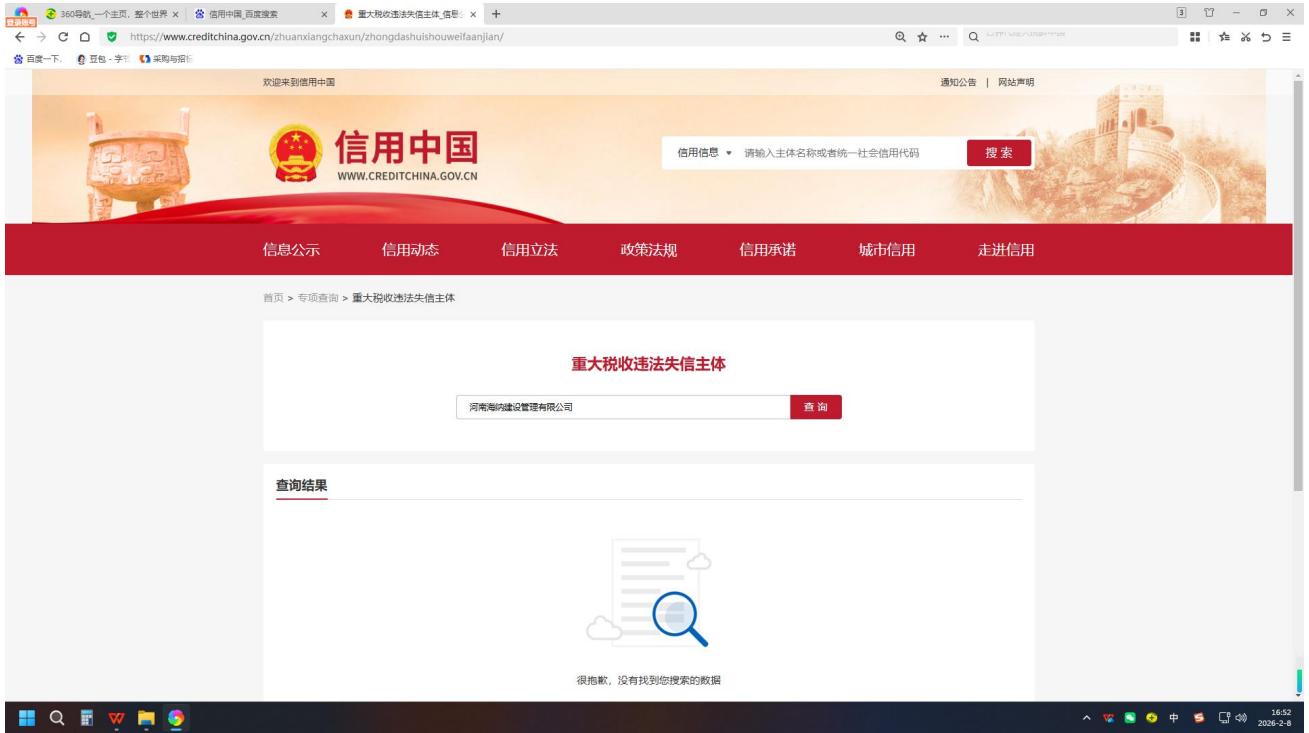 登录账号
360导航_一个主页，整个世界
信用中国_百度搜索
重大税收违法失信主体_信息
3
https://www.creditchina.gov.cn/zhuanxiangchaxun/zhongdashuishouweifaanjian/
百度一下，
豆包 - 字节
采购与招标
欢迎来到信用中国
通知公告 | 网站声明
信用中国
WWW.CREDITCHINA.GOV.CN
信用信息
请输入主体名称或者统一社会信用代码
搜索
信息公示
信用动态
信用立法
政策法规
信用承诺
城市信用
走进信用
首页 > 专项查询 > 重大税收违法失信主体
重大税收违法失信主体
河南海纳建设管理有限公司
查询
查询结果
很抱歉，没有找到您搜索的数据
中
16:52
2026-2-8